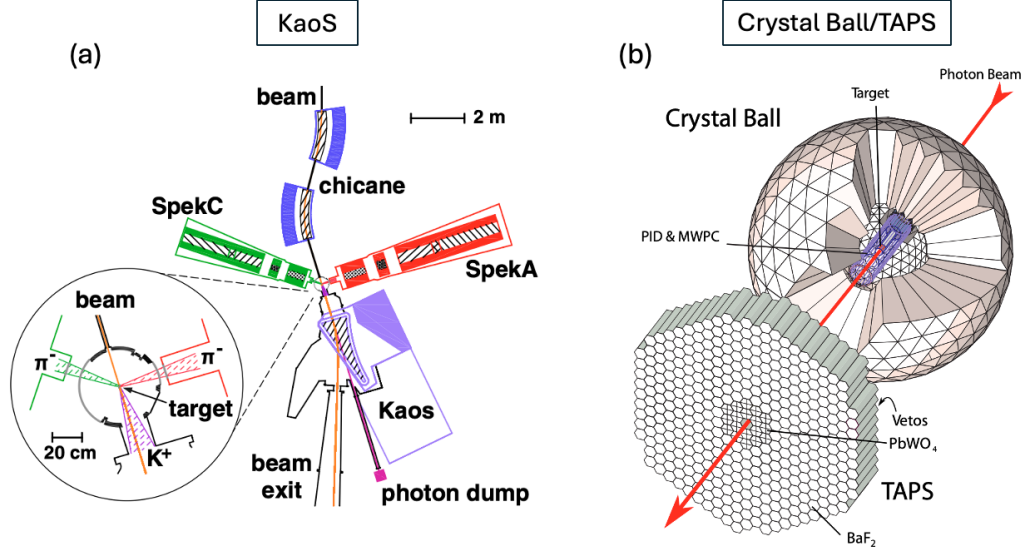 KaoS
Crystal Ball/TAPS
(a)
beam
2 m
chicane
SpekC
SpekA
beam
π-
π-
target
20 cm
K+
Kaos
beam
exit
photon dump
(b)
Photon Beam
Target
Crystal Ball
PID & MWPC
Vetos
PbWO4
TAPS
BaF2